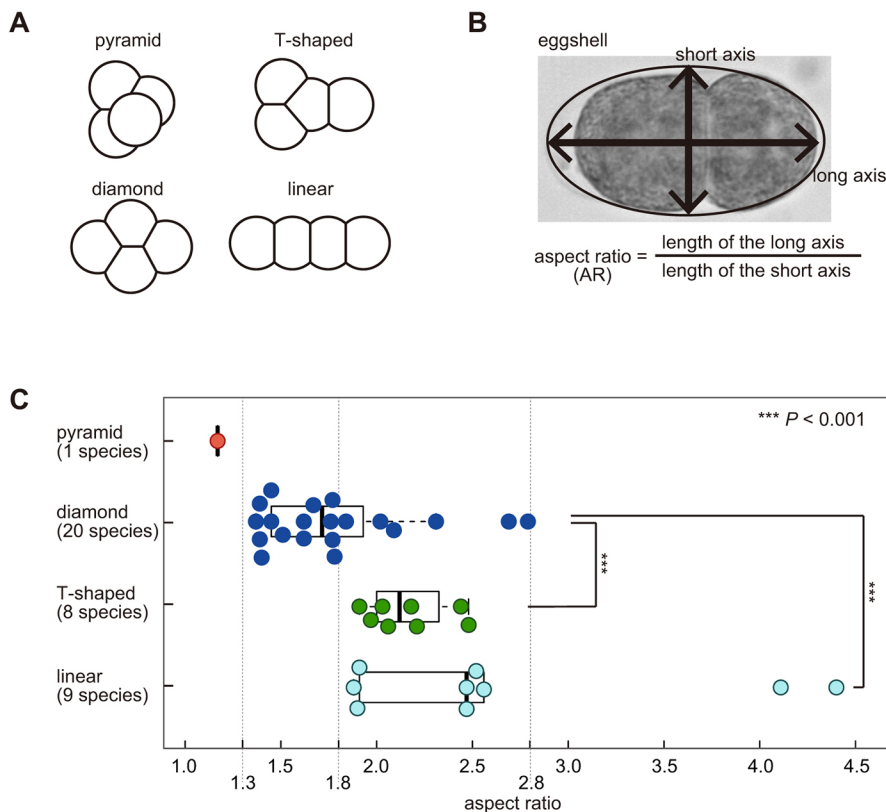 A
pyramid
T-shaped
diamond
linear
B
eggshell
short axis
long axis
aspect ratio =
(AR)
length of the long axis
length of the short axis
C
*** P < 0.001
pyramid
(1 species)
diamond
(20 species)
T-shaped
(8 species)
linear
(9 species)
***
***
1.0 1.5 2.0 2.5 3.0 3.5 4.0 4.5
1.3 1.8 2.8
aspect ratio